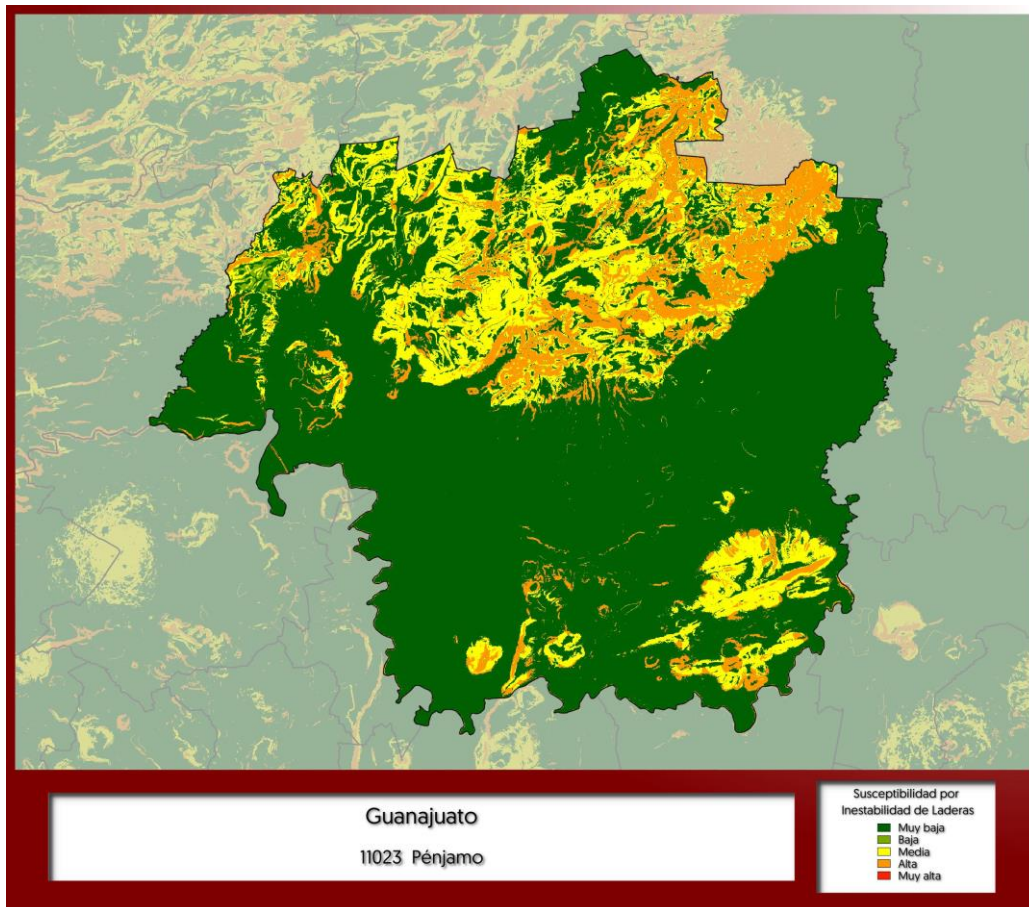 Guanajuato
11023 Pénjamo
Susceptibilidad por
Inestabilidad de Laderas
Muy baja
Baja
Media
Alta
Muy alta